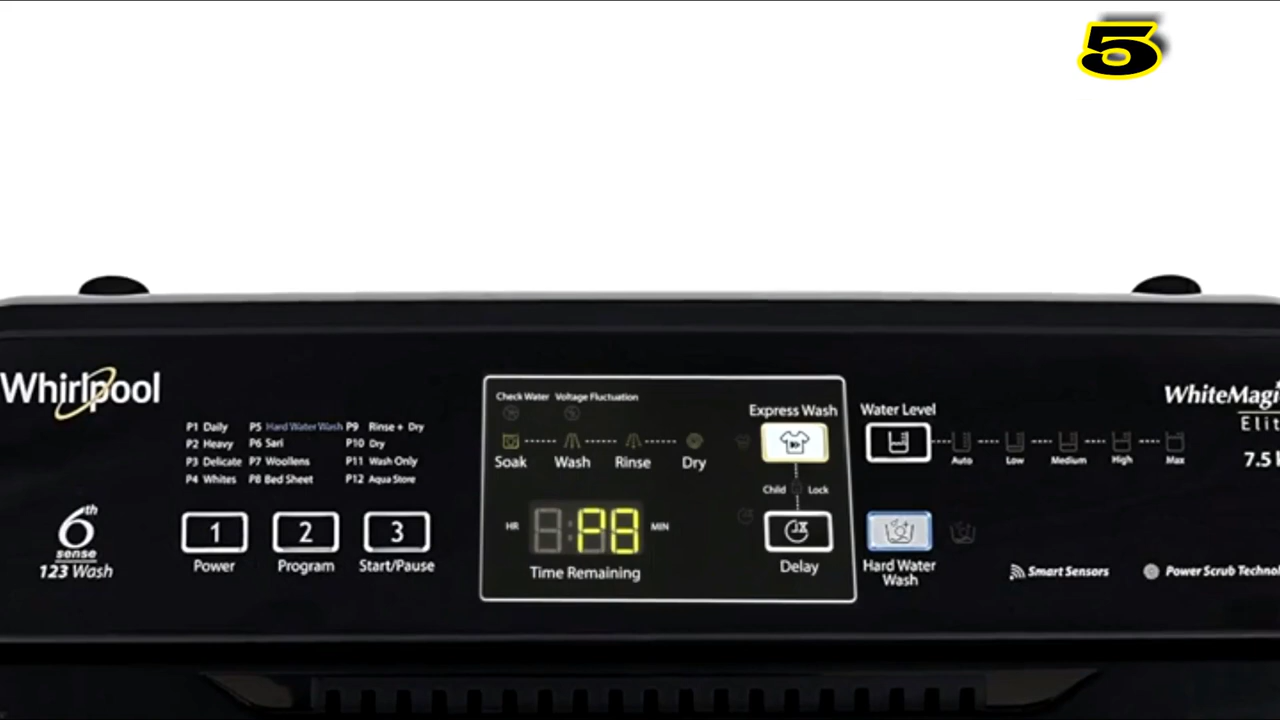 5
Whirlpool
P1 Daily P5 Hard Water Wash P9 Rinse + Dry
P2 Heavy P6 Sari P10 Dry
P3 Delicate P7 Woollens P11 Wash Only
P4 Whites P8 Bed Sheet P12 Aqua Store
6th
sense
123 Wash
1 2 3
Power Program Start/Pause
Check Water Voltage Fluctuation
Soak Wash Rinse Dry
HR P8 MIN
Time Remaining
Express Wash
Child Lock
Delay
Water Level
Auto Low Medium High Max
Hard Water
Wash
WhiteMagi
Elit
7.5
Smart Sensors Power Scrub Techno